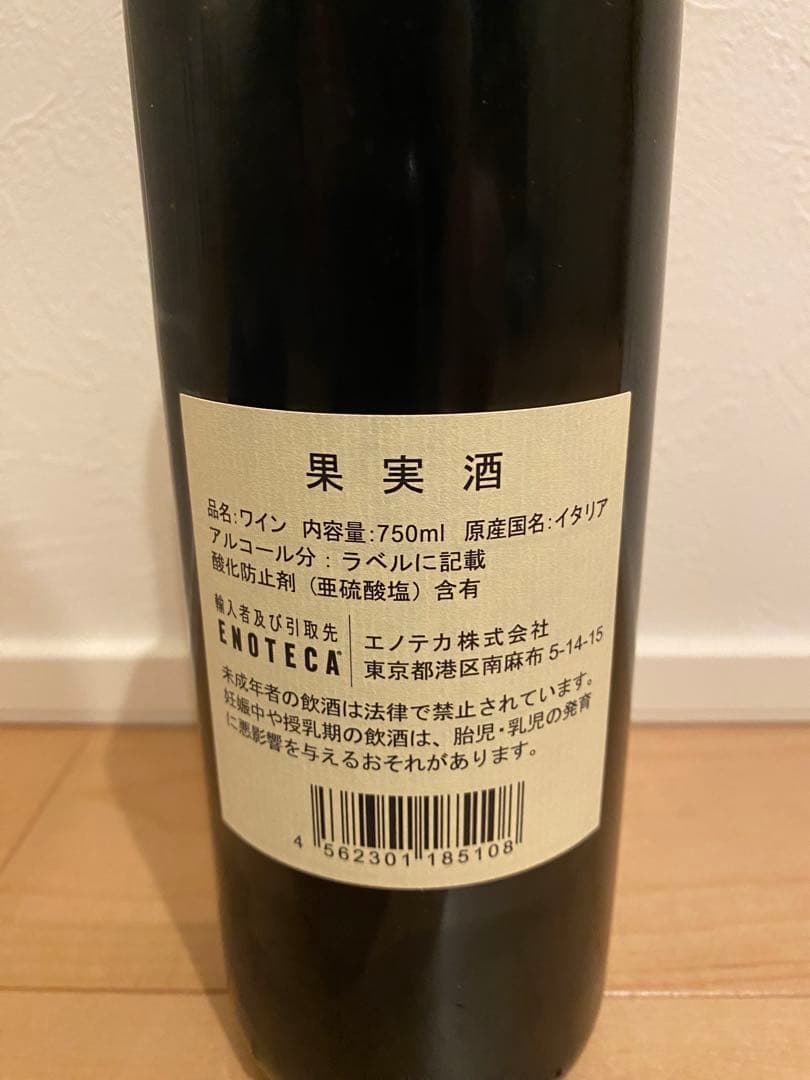 果実酒
品名:ワイン 内容量:750ml 原産国名:イタリア
アルコール分:ラベルに記載
酸化防止剤(亜硫酸塩)含有
輸入者及び引取先
ENOTECA®
エノテカ株式会社
東京都港区南麻布5-14-15
未成年者の飲酒は法律で禁止されています。
妊娠中や授乳期の飲酒は、胎児・乳児の発育
に悪影響を与えるおそれがあります。
4 562301 185108